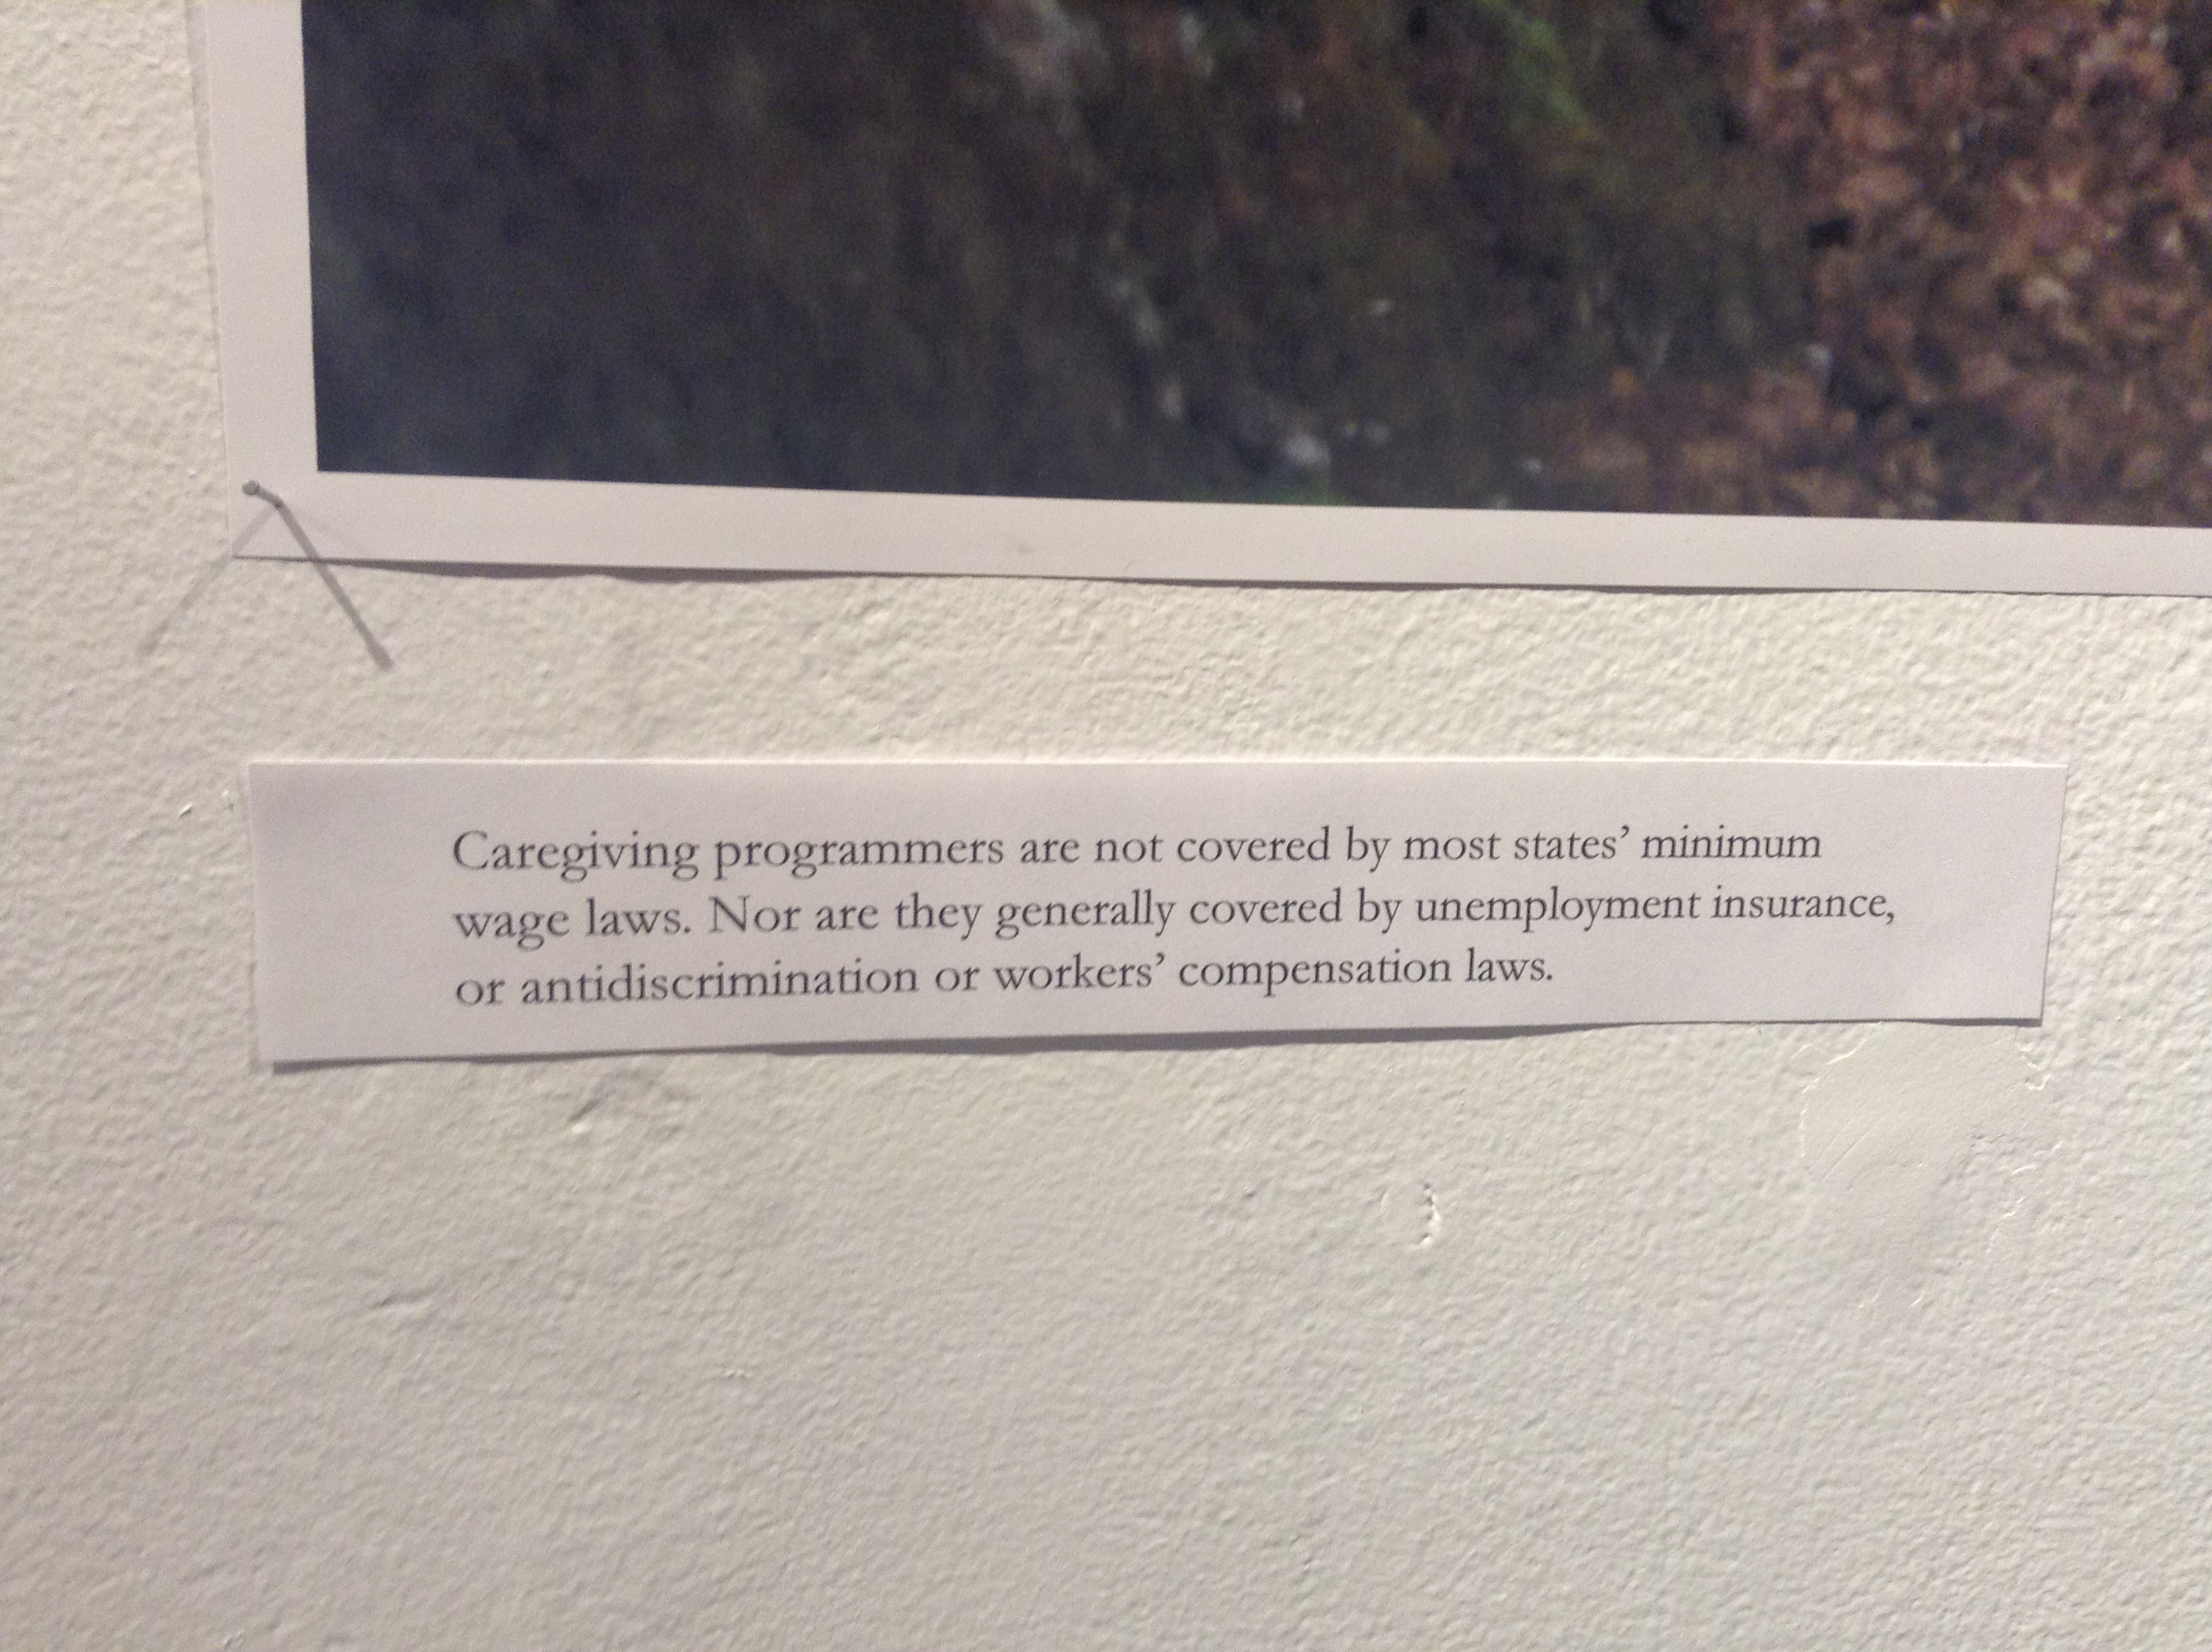 Caregiving programmers are not covered by most states’ minimum
wage laws. Nor are they generally covered by unemployment insurance,
or antidiscrimination or workers’ compensation laws.